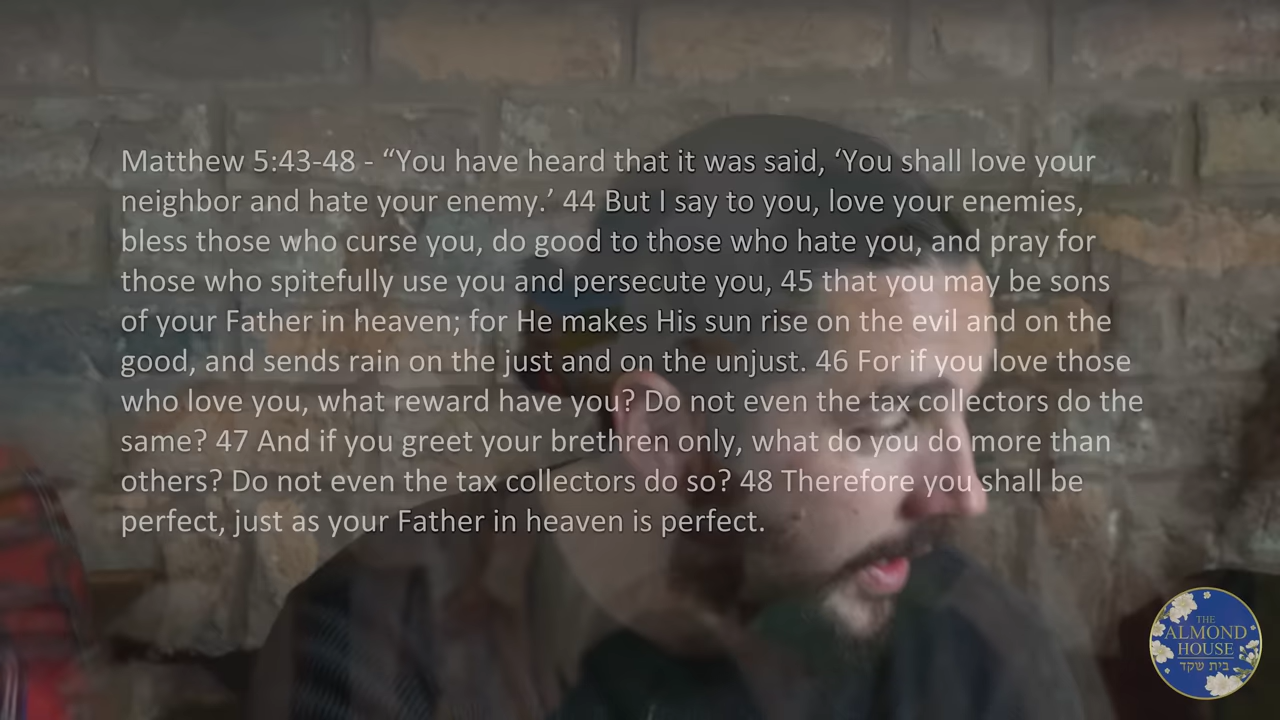 Matthew 5:43-48 - “You have heard that it was said, ‘You shall love your
neighbor and hate your enemy.’ 44 But I say to you, love your enemies,
bless those who curse you, do good to those who hate you, and pray for
those who spitefully use you and persecute you, 45 that you may be sons
of your Father in heaven; for He makes His sun rise on the evil and on the
good, and sends rain on the just and on the unjust. 46 For if you love those
who love you, what reward have you? Do not even the tax collectors do the
same? 47 And if you greet your brethren only, what do you do more than
others? Do not even the tax collectors do so? 48 Therefore you shall be
perfect, just as your Father in heaven is perfect.
THE
ALMOND
HOUSE
בית שקד